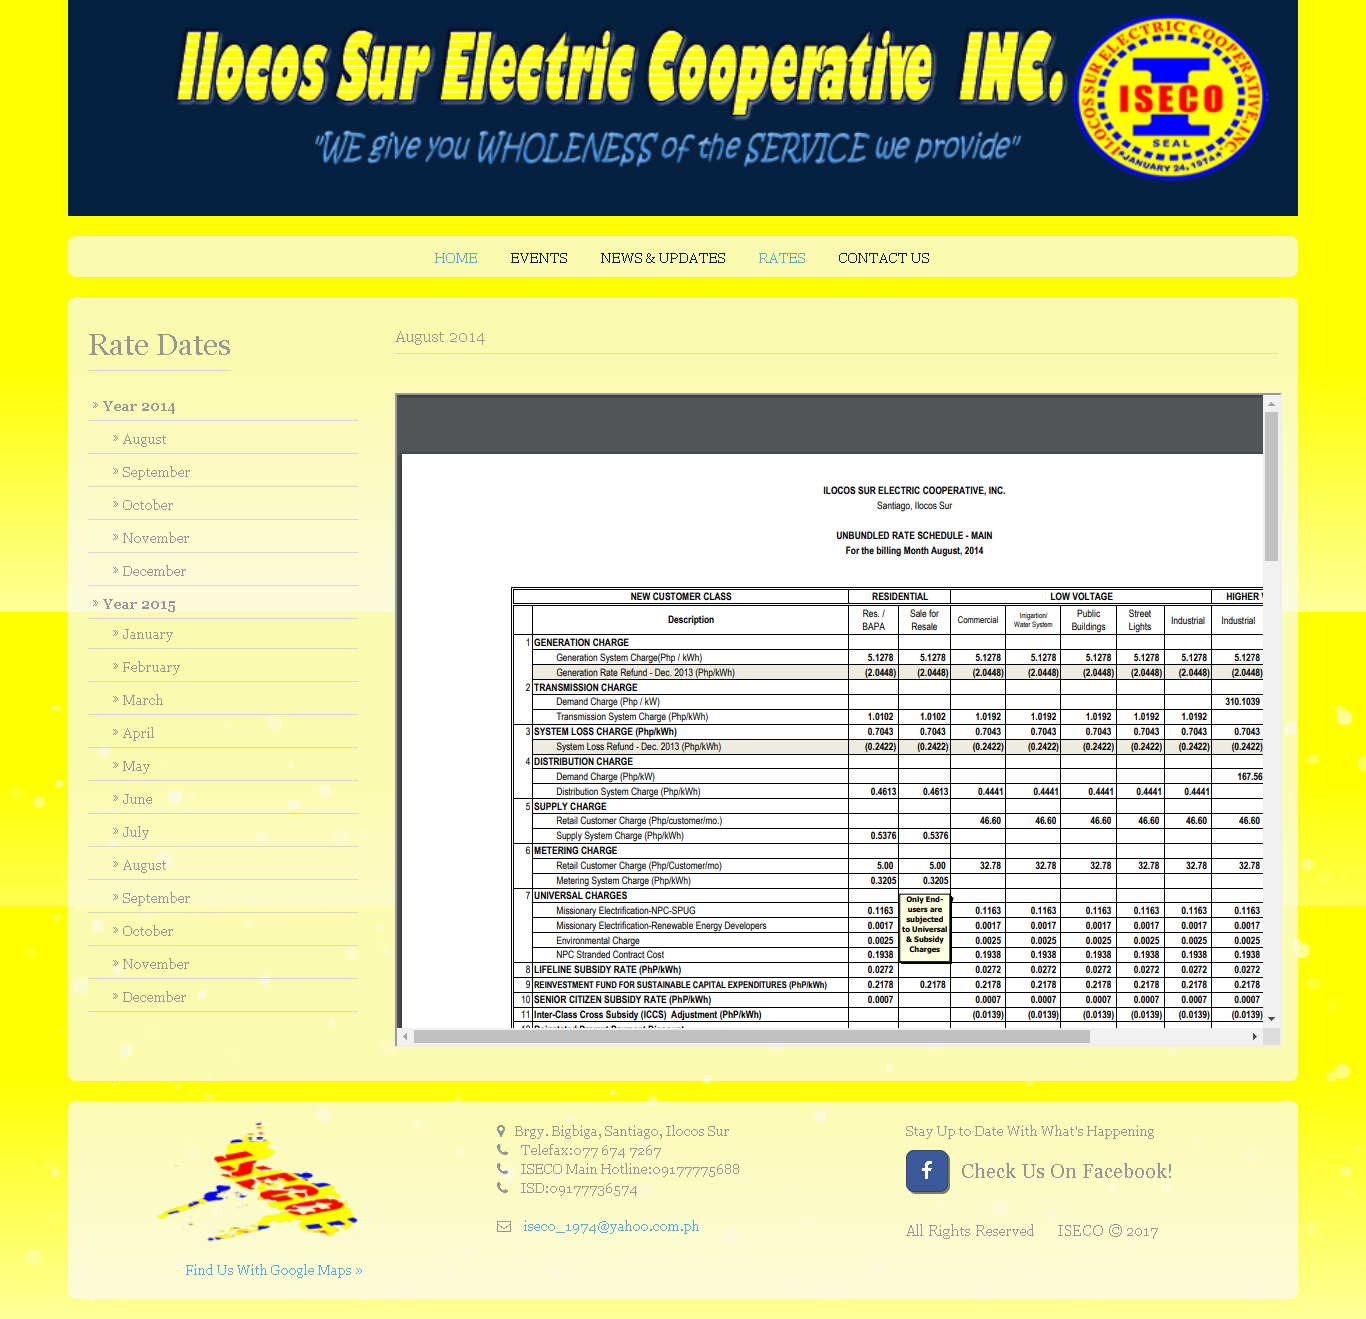 Ilocos Sur Electric Cooperative INC.
"WE give you WHOLENESS of the SERVICE we provide"
ILOCOS SUR ELECTRIC COOPERATIVE, INC.
ISECO
SEAL
JANUARY 24, 1974
HOME EVENTS NEWS & UPDATES RATES CONTACT US
Rate Dates
» Year 2014
» August
» September
» October
» November
» December
» Year 2015
» January
» February
» March
» April
» May
» June
» July
» August
» September
» October
» November
» December
August 2014
ILOCOS SUR ELECTRIC COOPERATIVE, INC.
Santiago, Ilocos Sur
UNBUNDLED RATE SCHEDULE - MAIN
For the billing Month August, 2014
NEW CUSTOMER CLASS RESIDENTIAL LOW VOLTAGE HIGHER
Description Res. / BAPA Sale for Resale Commercial Irrigation/ Water System Public Buildings Street Lights Industrial Industrial
1 GENERATION CHARGE
Generation System Charge(Php / kWh) 5.1278 5.1278 5.1278 5.1278 5.1278 5.1278 5.1278 5.1278
Generation Rate Refund - Dec. 2013 (Php/kWh) (2.0448) (2.0448) (2.0448) (2.0448) (2.0448) (2.0448) (2.0448) (2.0448)
2 TRANSMISSION CHARGE
Demand Charge (Php / kW) 310.1039
Transmission System Charge (Php/kWh) 1.0102 1.0102 1.0192 1.0192 1.0192 1.0192 1.0192
3 SYSTEM LOSS CHARGE (Php/kWh) 0.7043 0.7043 0.7043 0.7043 0.7043 0.7043 0.7043 0.7043
System Loss Refund - Dec. 2013 (Php/kWh) (0.2422) (0.2422) (0.2422) (0.2422) (0.2422) (0.2422) (0.2422) (0.2422)
4 DISTRIBUTION CHARGE
Demand Charge (Php/kW) 167.56
Distribution System Charge (Php/kWh) 0.4613 0.4613 0.4441 0.4441 0.4441 0.4441 0.4441
5 SUPPLY CHARGE
Retail Customer Charge (Php/customer/mo.) 46.60 46.60 46.60 46.60 46.60 46.60
Supply System Charge (Php/kWh) 0.5376 0.5376
6 METERING CHARGE
Retail Customer Charge (Php/Customer/mo) 5.00 5.00 32.78 32.78 32.78 32.78 32.78 32.78
Metering System Charge (Php/kWh) 0.3205 0.3205
7 UNIVERSAL CHARGES
Only End-
users are
subjected
to Universal
& Subsidy
Charges
Missionary Electrification-NPC-SPUG 0.1163 0.1163 0.1163 0.1163 0.1163 0.1163 0.1163
Missionary Electrification-Renewable Energy Developers 0.0017 0.0017 0.0017 0.0017 0.0017 0.0017 0.0017
Environmental Charge 0.0025 0.0025 0.0025 0.0025 0.0025 0.0025 0.0025
NPC Stranded Contract Cost 0.1938 0.1938 0.1938 0.1938 0.1938 0.1938 0.1938
8 LIFELINE SUBSIDY RATE (PhP/kWh) 0.0272 0.0272 0.0272 0.0272 0.0272 0.0272 0.0272
9 REINVESTMENT FUND FOR SUSTAINABLE CAPITAL EXPENDITURES (PhP/kWh) 0.2178 0.2178 0.2178 0.2178 0.2178 0.2178 0.2178 0.2178
10 SENIOR CITIZEN SUBSIDY RATE (PhP/kWh) 0.0007 0.0007 0.0007 0.0007 0.0007 0.0007 0.0007
11 Inter-Class Cross Subsidy (ICCS) Adjustment (PhP/kWh) (0.0139) (0.0139) (0.0139) (0.0139) (0.0139) (0.0139)
ISECO
Find Us With Google Maps »
Brgy. Bigbiga, Santiago, Ilocos Sur
Telefax:077 674 7267
ISECO Main Hotline:09177775688
ISD:09177736574
iseco_1974@yahoo.com.ph
Stay Up to Date With What's Happening
Check Us On Facebook!
All Rights Reserved ISECO © 2017